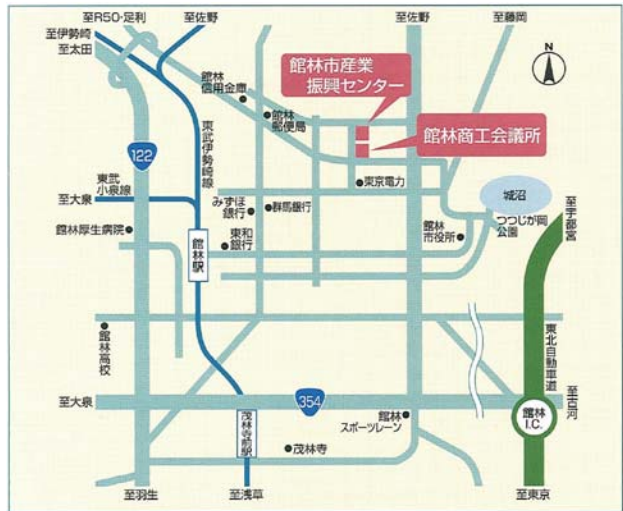 至R50・足利
至佐野
至佐野
至藤岡
至伊勢崎
至太田
N
館林市産業
振興センター
館林
信用金庫
館林
郵便局
館林商工会議所
東武伊勢崎線
122
東武
小泉線
東京電力
城沼
至大泉
みずほ
銀行
群馬銀行
つつじが岡
公園
至宇都宮
館林厚生病院
東和
銀行
館林
市役所
館林駅
館林高校
東北自動車道
至大泉
354
至古河
館林
I.C.
館林
スポーツレーン
茂林寺前駅
茂林寺
至羽生
至浅草
至東京